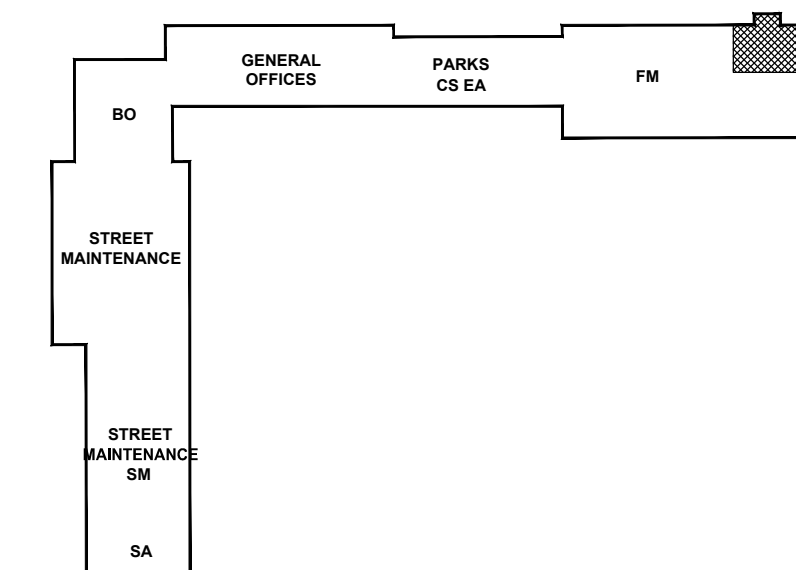 GENERAL
OFFICES
PARKS
CS EA
FM
BO
STREET
MAINTENANCE
STREET
MAINTENANCE
SM
SA